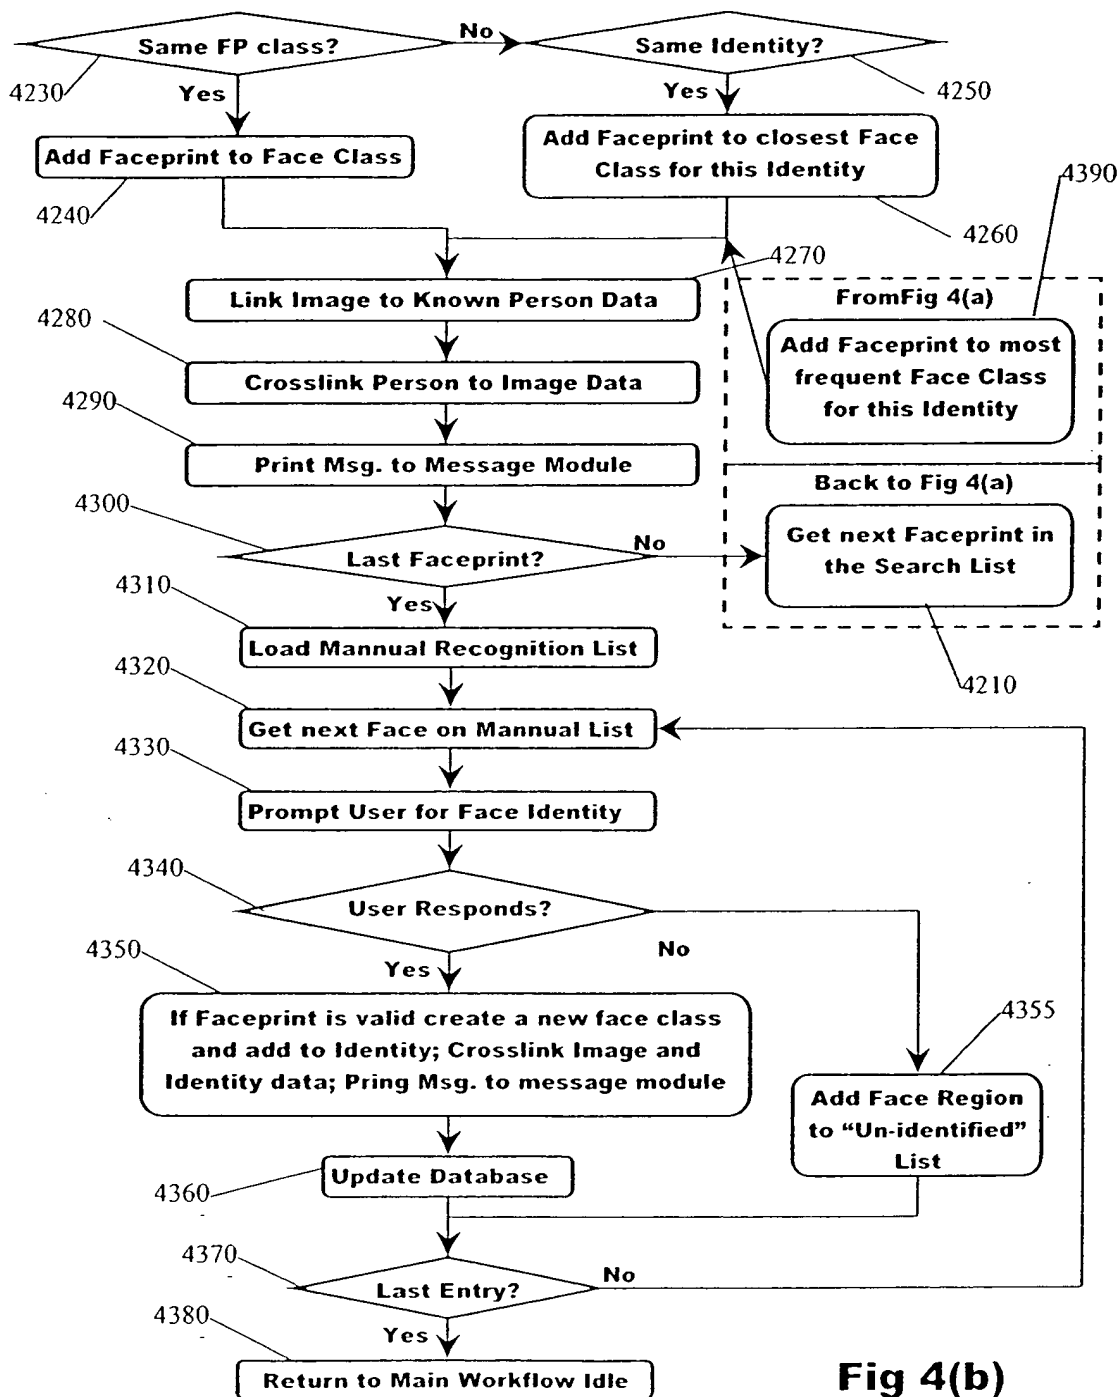 Same FP class?
No
Same Identity?
4230
Yes
Yes
4250
Add Faceprint to Face Class
Add Faceprint to closest Face
Class for this Identity
4390
4240
4260
4270
Link Image to Known Person Data
FromFig 4(a)
4280
Add Faceprint to most
frequent Face Class
for this Identity
Crosslink Person to Image Data
4290
Print Msg. to Message Module
Back to Fig 4(a)
4300
Last Faceprint?
No
Get next Faceprint in
the Search List
4310
Yes
Load Mannual Recognition List
4210
4320
Get next Face on Mannual List
4330
Prompt User for Face Identity
4340
User Responds?
No
4350
Yes
If Faceprint is valid create a new face class
and add to Identity; Crosslink Image and
Identity data; Pring Msg. to message module
4355
Add Face Region
to “Un-identified”
List
Update Database
4360
4370
Last Entry?
No
4380
Yes
Return to Main Workflow Idle
Fig 4(b)